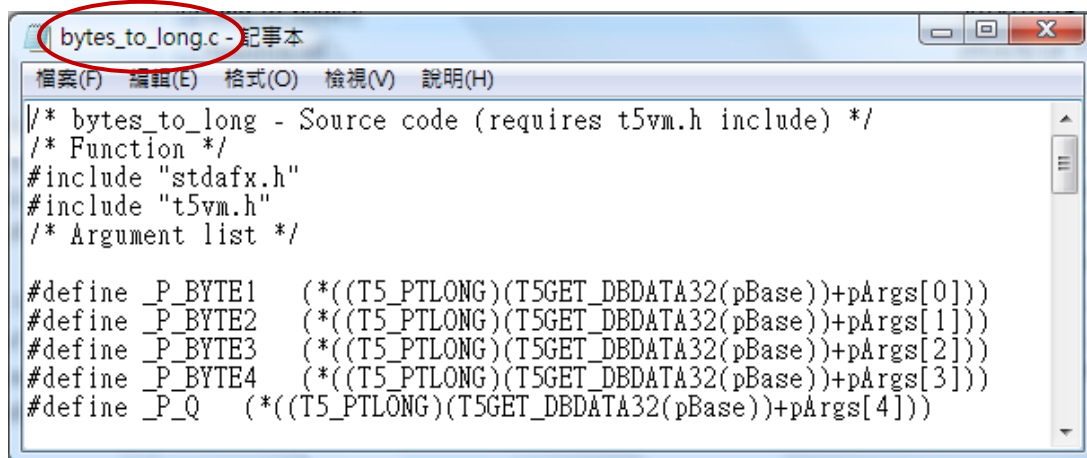 bytes_to_long.c - 記事本
檔案(F) 編輯(E) 格式(O) 檢視(V) 說明(H)
/* bytes_to_long - Source code (requires t5vm.h include) */
/* Function */
#include "stdafx.h"
#include "t5vm.h"
/* Argument list */
#define _P_BYTE1 (*((T5_PTLONG)(T5GET_DBDATA32(pBase))+pArgs[0]))
#define _P_BYTE2 (*((T5_PTLONG)(T5GET_DBDATA32(pBase))+pArgs[1]))
#define _P_BYTE3 (*((T5_PTLONG)(T5GET_DBDATA32(pBase))+pArgs[2]))
#define _P_BYTE4 (*((T5_PTLONG)(T5GET_DBDATA32(pBase))+pArgs[3]))
#define _P_Q (*((T5_PTLONG)(T5GET_DBDATA32(pBase))+pArgs[4]))